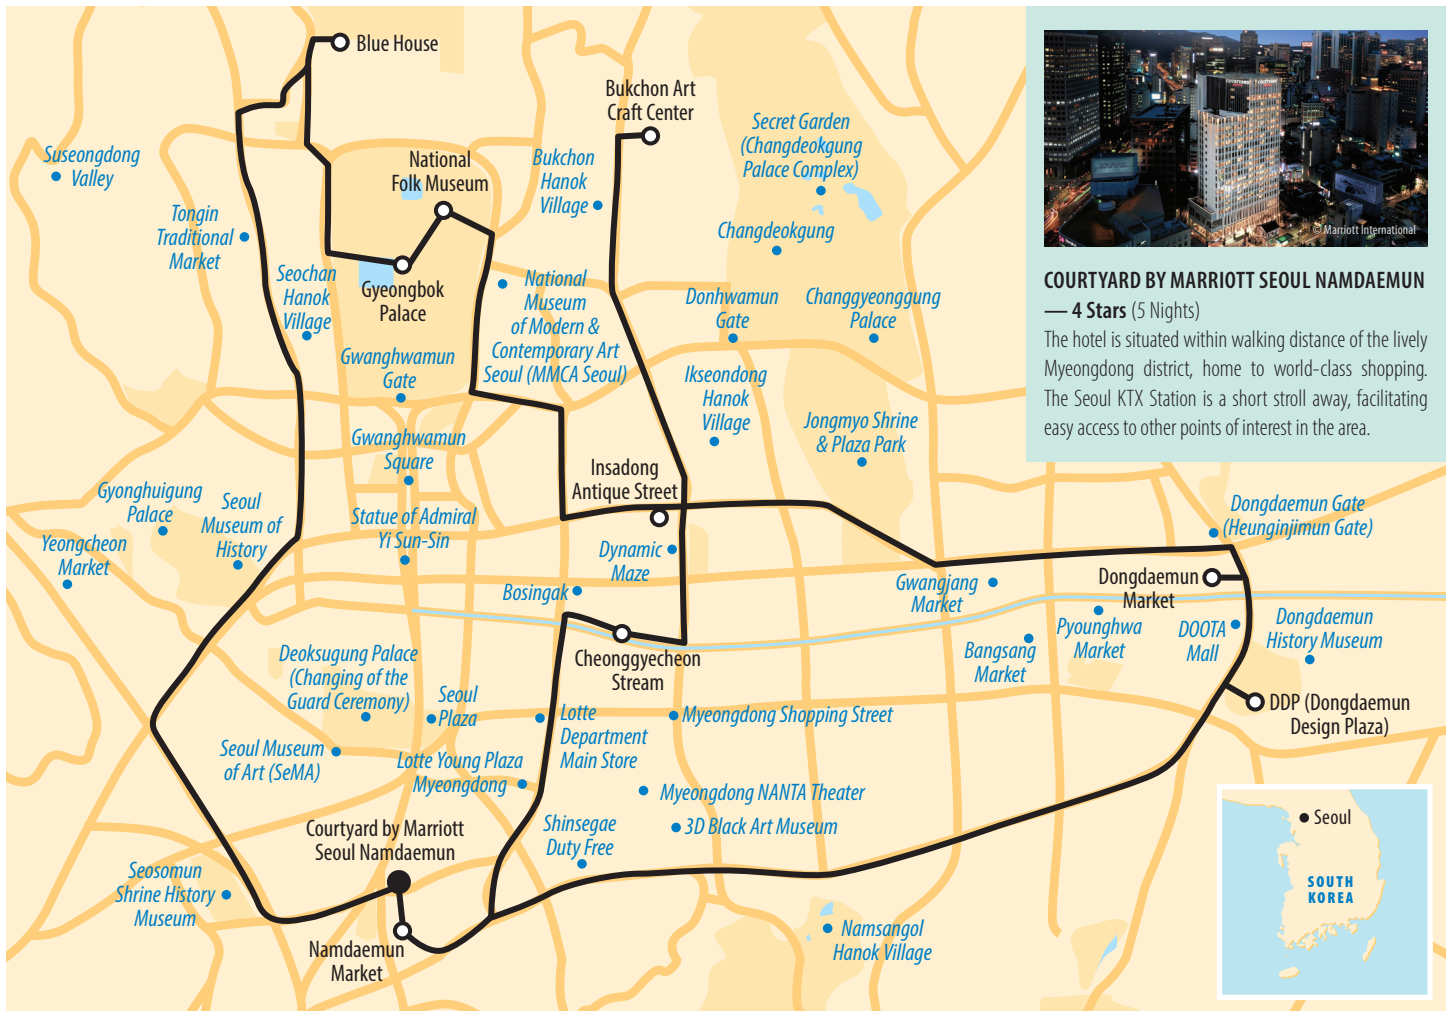 Blue House
Bukchon Art
Craft Center
Secret Garden
(Changdeokgung
Palace Complex)
Suseongdong
Valley
National
Folk Museum
Bukchon
Hanok
Village
Tongin
Traditional
Market
Changdeokgung
Seochan
Hanok
Village
Gyeongbok
Palace
National
Museum
of Modern &
Contemporary Art
Seoul (MMCA Seoul)
Donhwamun
Gate
Changgyeonggung
Palace
Gwanghwamun
Gate
Ikseondong
Hanok
Village
Jongmyo Shrine
& Plaza Park
Gwanghwamun
Square
Insadong
Antique Street
Gyonghuigung
Palace
Seoul
Museum of
History
Statue of Admiral
Yi Sun-Sin
Yeongcheon
Market
Dynamic
Maze
Bosingak
Gwangjang
Market
Dongdaemun Gate
(Heunginjimun Gate)
Dongdaemun
Market
Pyounghwa
Market
DOOTA
Mall
Dongdaemun
History Museum
Bangsang
Market
Cheonggyecheon
Stream
Deoksugung Palace
(Changing of the
Guard Ceremony)
Seoul
Plaza
Lotte
Department
Main Store
Myeongdong Shopping Street
DDP (Dongdaemun
Design Plaza)
Seoul Museum
of Art (SeMA)
Lotte Young Plaza
Myeongdong
Myeongdong NANTA Theater
3D Black Art Museum
Courtyard by Marriott
Seoul Namdaemun
Shinsegae
Duty Free
Seosomun
Shrine History
Museum
Namdaemun
Market
Namsangol
Hanok Village
© Marriott International
COURTYARD BY MARRIOTT SEOUL NAMDAEMUN
— 4 Stars (5 Nights)
The hotel is situated within walking distance of the lively
Myeongdong district, home to world-class shopping.
The Seoul KTX Station is a short stroll away, facilitating
easy access to other points of interest in the area.
Seoul
SOUTH
KOREA